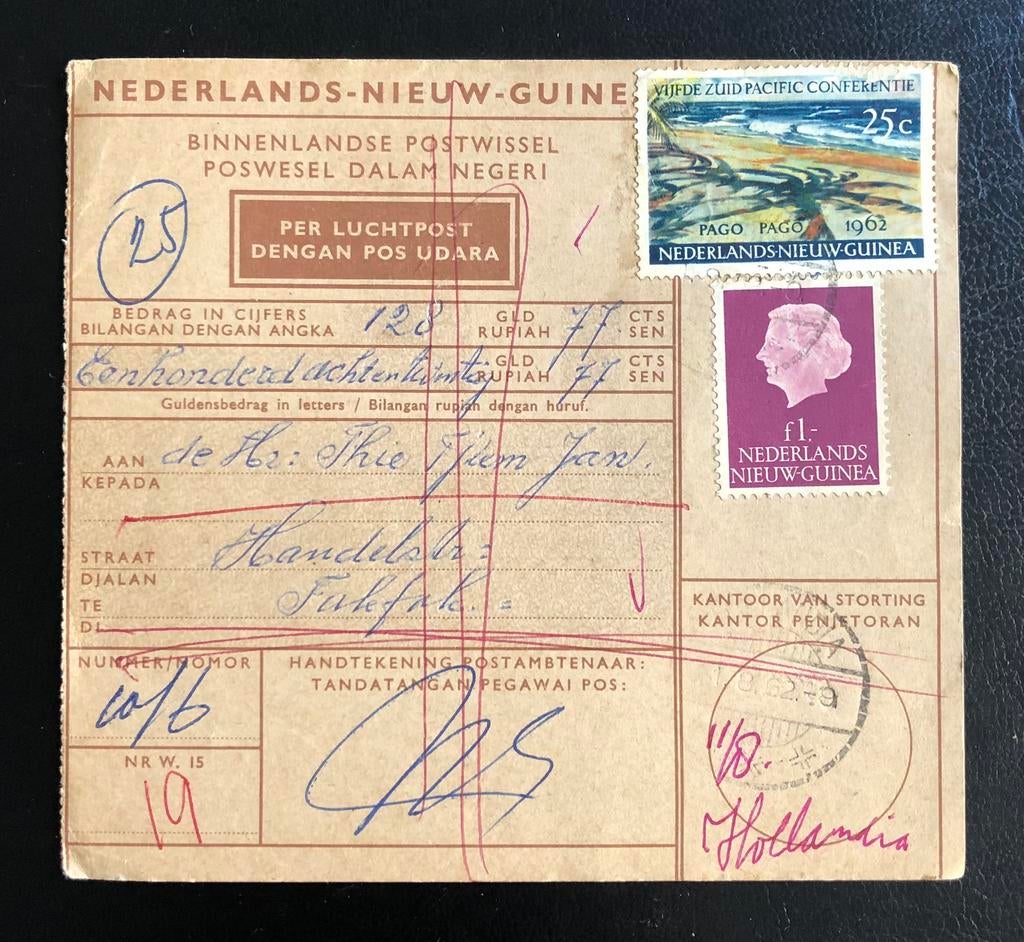 NEDERLANDS-NIEUW-GUINE
BINNENLANDSE POSTWISSEL
POSWESEL DALAM NEGERI
PER LUCHTPOST
DENGAN POS UDARA
25
VIJFDE ZUID PACIFIC CONFERENTIE
25 c
PAGO PAGO 1962
NEDERLANDS-NIEUW-GUINEA
f1.-
NEDERLANDS
NIEUW-GUINEA
BEDRAG IN CIJFERS 128 GLD 77 CTS
BILANGAN DENGAN ANGKA RUPIAH SEN
Eenhonderd achtentwintig GLD 77 CTS
RUPIAH SEN
Guldensbedrag in letters / Bilangan rupiah dengan huruf.
AAN de Hr: Thie Tjiem Jan.
KEPADA
STRAAT Handelstr:
DJALAN
TE Fakfak. =
DI
KANTOOR VAN STORTING
KANTOR PENJETORAN
8.62.
11/8.
Hollandia
NUMMER/NOMOR
10/6
NR W. 15
19
HANDTEKENING POSTAMBTENAAR:
TANDATANGAN PEGAWAI POS: